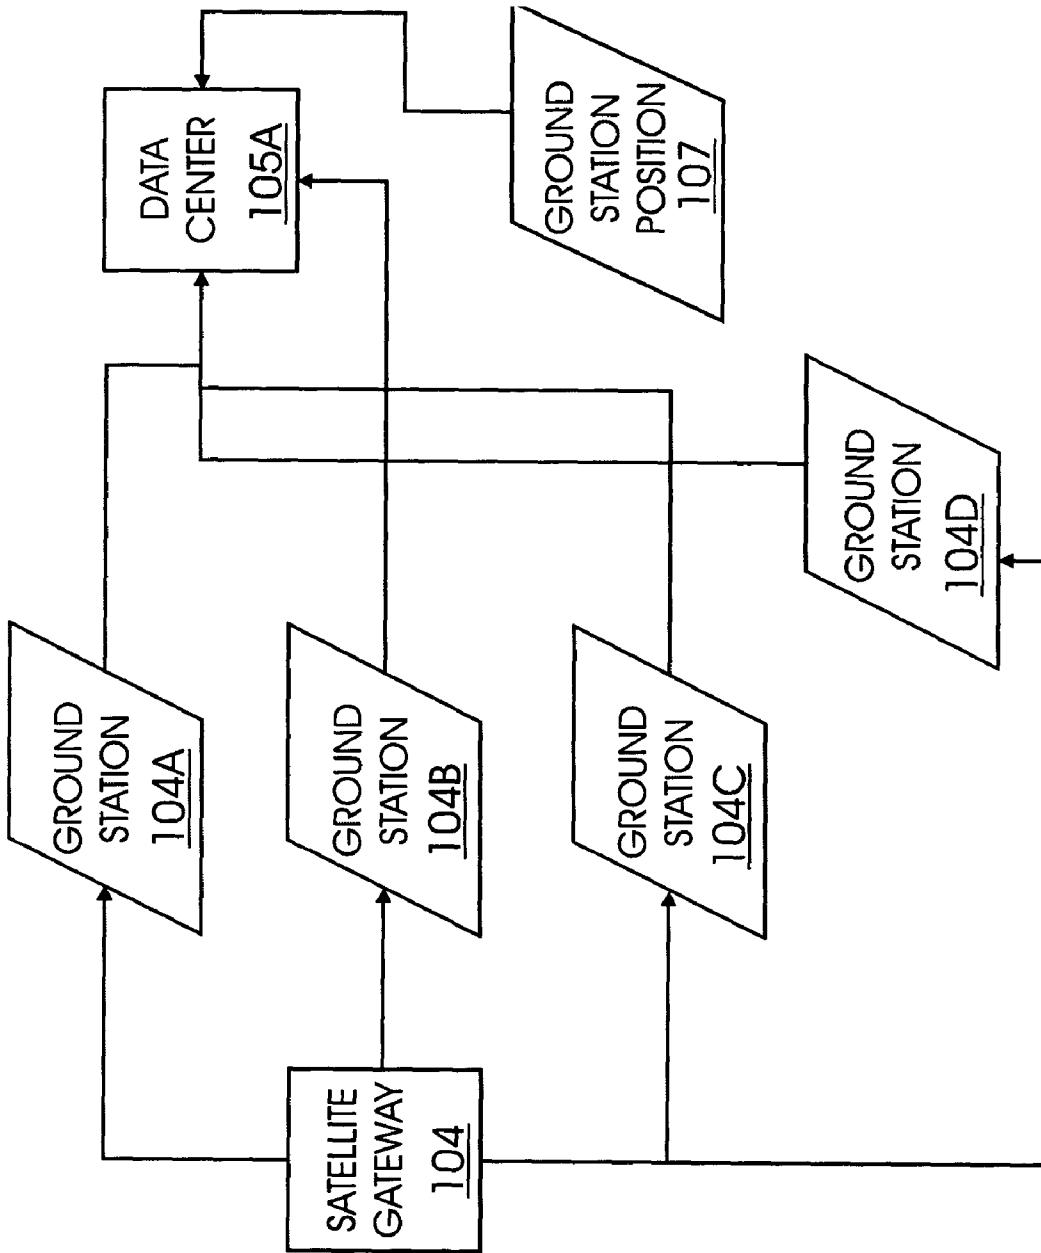 SATELLITE
GATEWAY
104
GROUND
STATION
104A
GROUND
STATION
104B
GROUND
STATION
104C
GROUND
STATION
104D
DATA
CENTER
105A
GROUND
STATION
POSITION
107